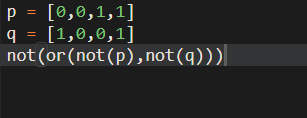 p = [0,0,1,1]
q = [1,0,0,1]
not(or(not(p),not(q)))